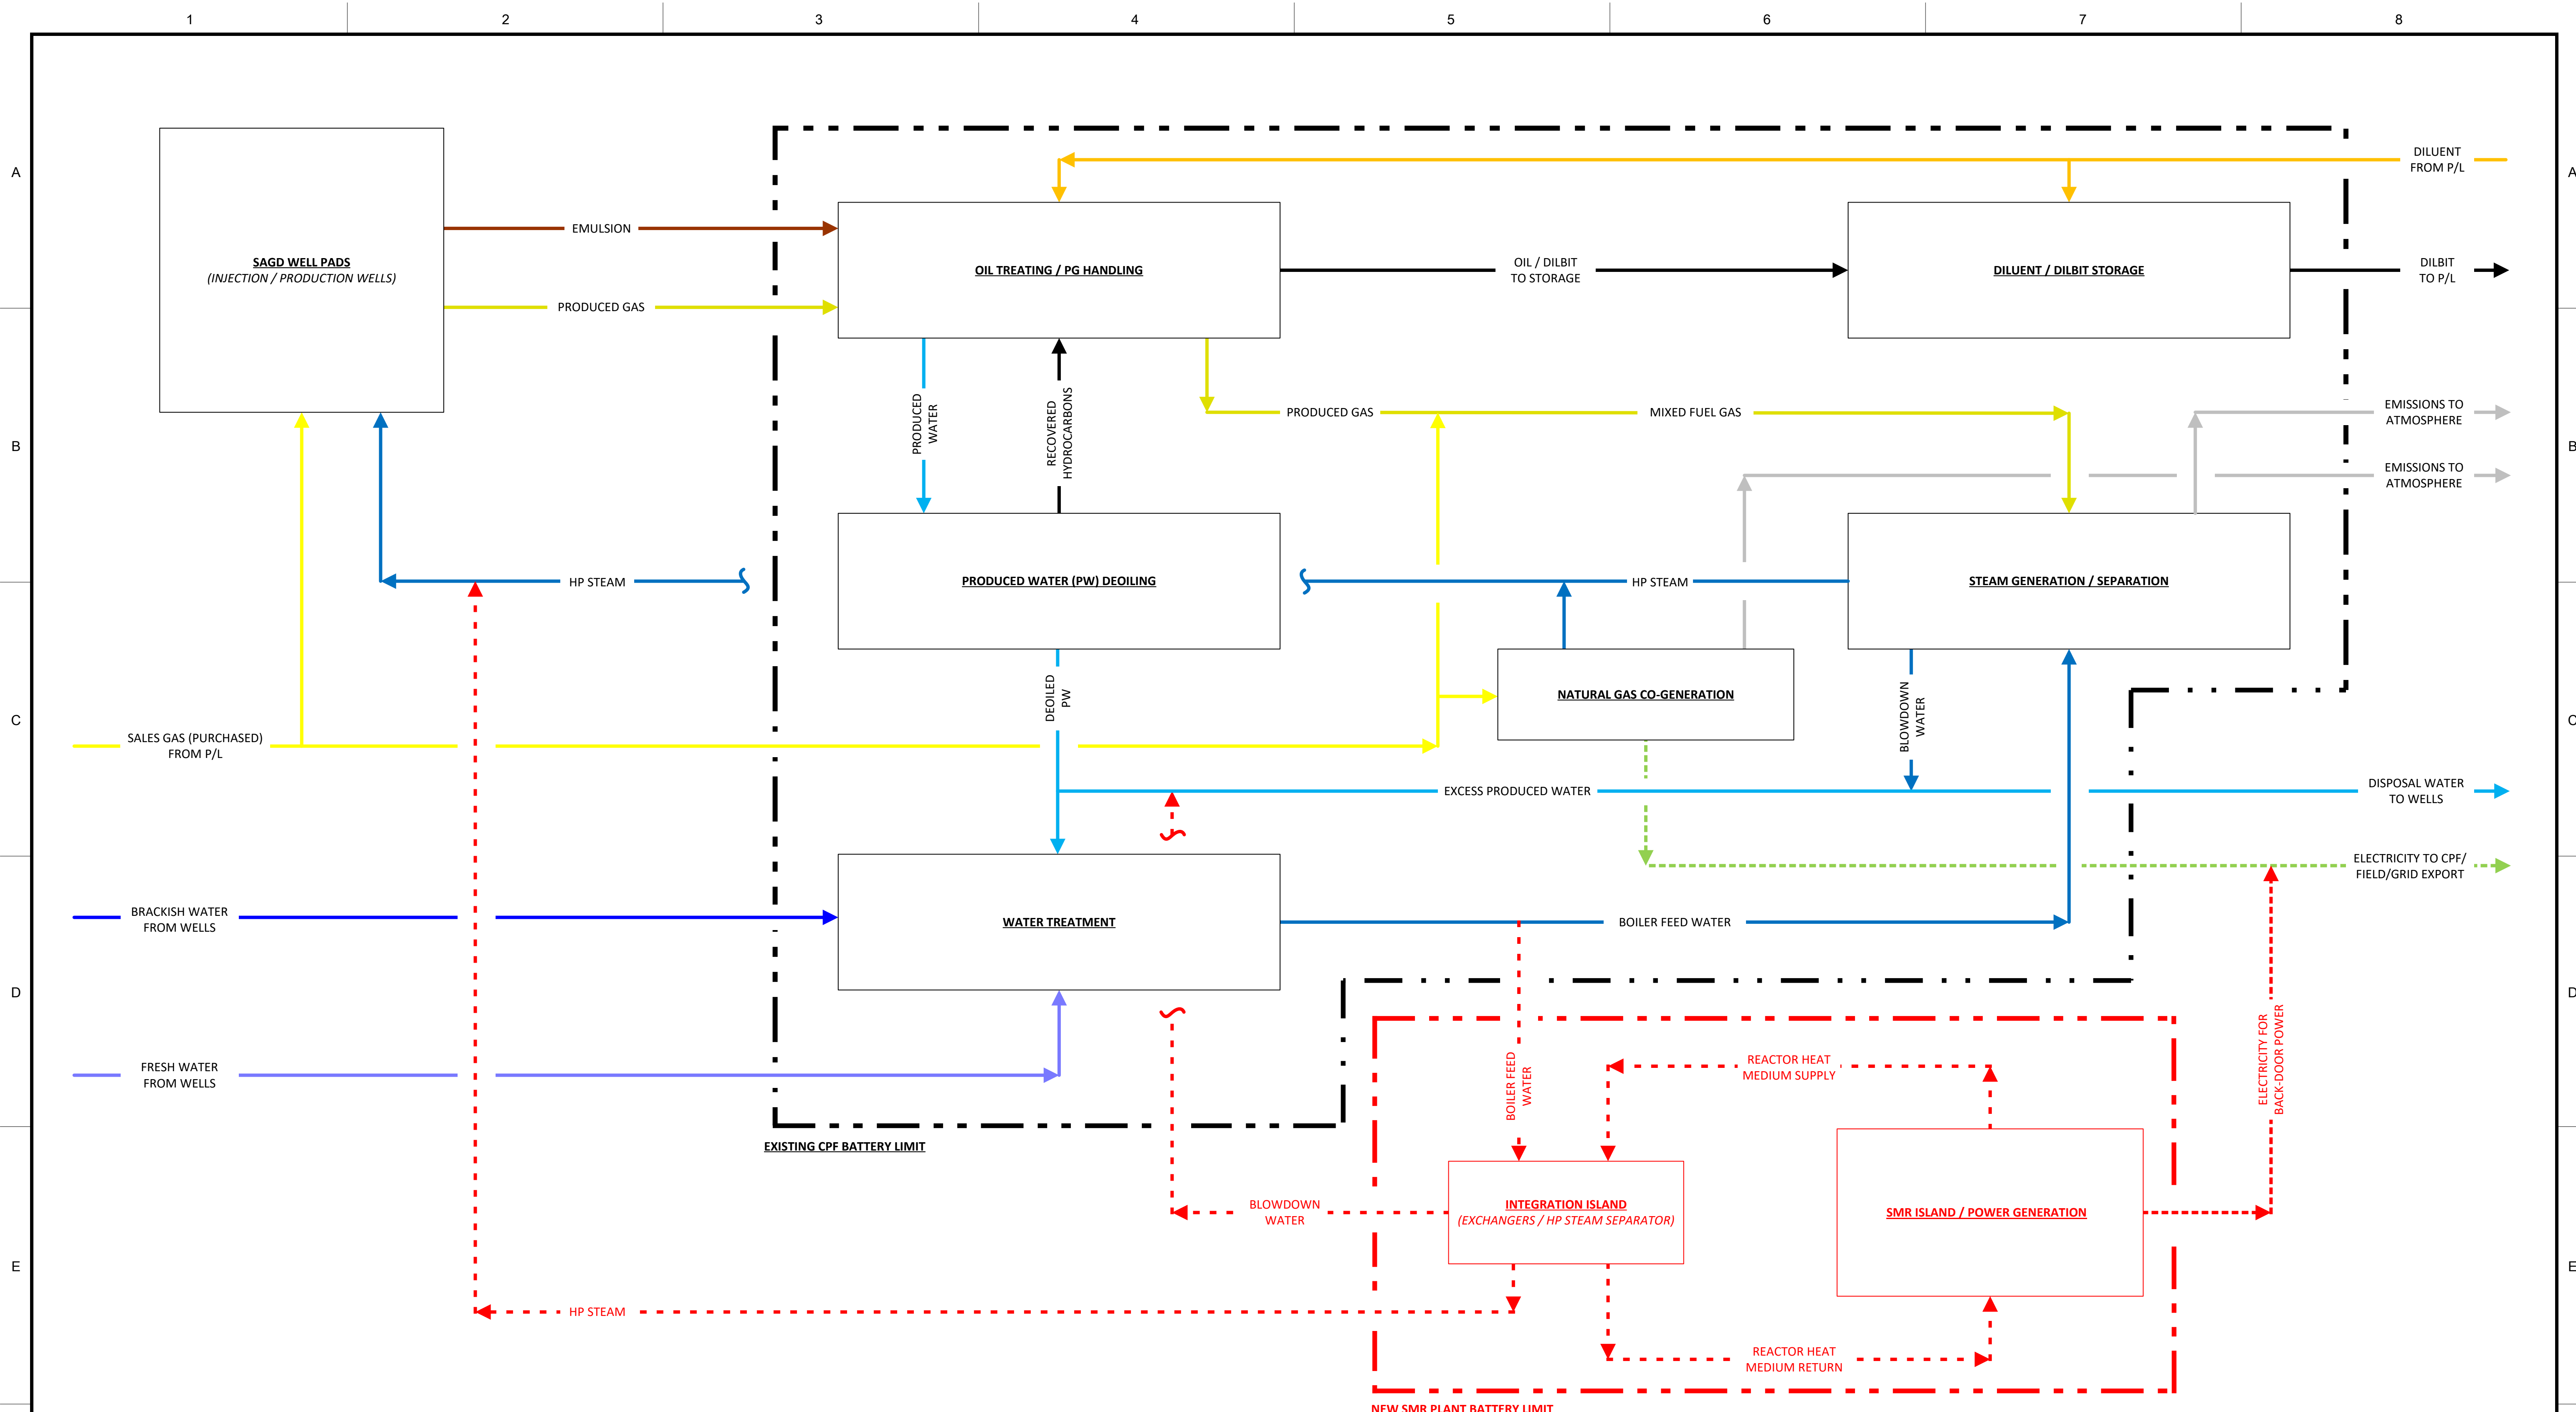 1 2 3 4 5 6 7 8
A
A
DILUENT
FROM P/L
EMULSION
SAGD WELL PADS
(INJECTION / PRODUCTION WELLS)
OIL TREATING / PG HANDLING
OIL / DILBIT
TO STORAGE
DILUENT / DILBIT STORAGE
DILBIT
TO P/L
PRODUCED GAS
PRODUCED
WATER
RECOVERED
HYDROCARBONS
PRODUCED GAS
MIXED FUEL GAS
EMISSIONS TO
ATMOSPHERE
B
B
EMISSIONS TO
ATMOSPHERE
HP STEAM
PRODUCED WATER (PW) DEOILING
HP STEAM
STEAM GENERATION / SEPARATION
DEOILED
PW
NATURAL GAS CO-GENERATION
BLOWDOWN
WATER
C
C
SALES GAS (PURCHASED)
FROM P/L
EXCESS PRODUCED WATER
DISPOSAL WATER
TO WELLS
ELECTRICITY TO CPF/
FIELD/GRID EXPORT
BRACKISH WATER
FROM WELLS
WATER TREATMENT
BOILER FEED WATER
D
D
FRESH WATER
FROM WELLS
BOILER FEED
WATER
REACTOR HEAT
MEDIUM SUPPLY
ELECTRICITY FOR
BACK-DOOR POWER
EXISTING CPF BATTERY LIMIT
BLOWDOWN
WATER
INTEGRATION ISLAND
(EXCHANGERS / HP STEAM SEPARATOR)
SMR ISLAND / POWER GENERATION
E
E
HP STEAM
REACTOR HEAT
MEDIUM RETURN
NEW SMR PLANT BATTERY LIMIT